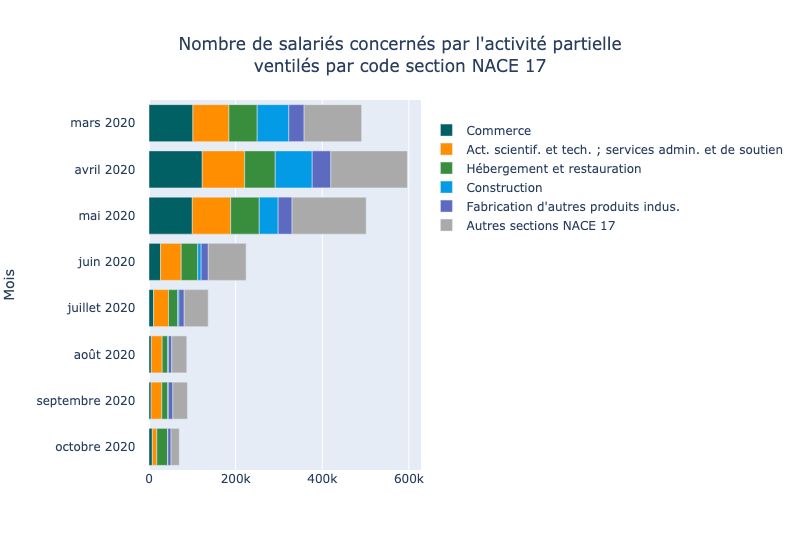 Nombre de salariés concernés par l'activité partielle
ventilés par code section NACE 17
Mois
mars 2020
avril 2020
mai 2020
juin 2020
juillet 2020
août 2020
septembre 2020
octobre 2020
0
200k
400k
600k
Commerce
Act. scientif. et tech. ; services admin. et de soutien
Hébergement et restauration
Construction
Fabrication d'autres produits indus.
Autres sections NACE 17